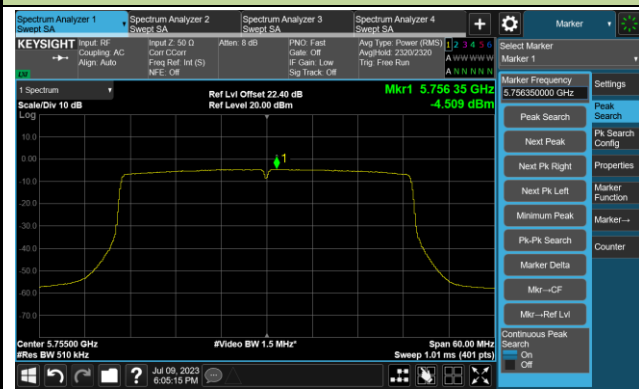 Spectrum Analyzer 1
Swept SA
Spectrum Analyzer 2
Swept SA
Spectrum Analyzer 3
Swept SA
Spectrum Analyzer 4
Swept SA
+
Marker
KEYSIGHT
Input: RF
Coupling: AC
Align: Auto
Input Z: 50 Ω
Corr CCorr
Freq Ref: Int (S)
NFE: Off
Atten: 8 dB
PNO: Fast
Gate: Off
IF Gain: Low
Sig Track: Off
Avg Type: Power (RMS)
Avg|Hold: 2320/2320
Trig: Free Run
1 2 3 4 5 6
A W W W W W
A N N N N N
Select Marker
Marker 1
1 Spectrum
Scale/Div 10 dB
Ref Lvl Offset 22.40 dB
Ref Level 20.00 dBm
Mkr1 5.756 35 GHz
-4.509 dBm
Log
10.0
0.00
-10.0
-20.0
-30.0
-40.0
-50.0
-60.0
-70.0
1
Center 5.75500 GHz
#Res BW 510 kHz
#Video BW 1.5 MHz*
Span 60.00 MHz
Sweep 1.01 ms (401 pts)
Marker Frequency
5.756350000 GHz
Peak Search
Next Peak
Next Pk Right
Next Pk Left
Minimum Peak
Pk-Pk Search
Marker Delta
Mkr→CF
Mkr→Ref Lvl
Continuous Peak
Search
On
Off
Settings
Peak
Search
Pk Search
Config
Properties
Marker
Function
Marker→
Counter
?
Jul 09, 2023
6:05:15 PM